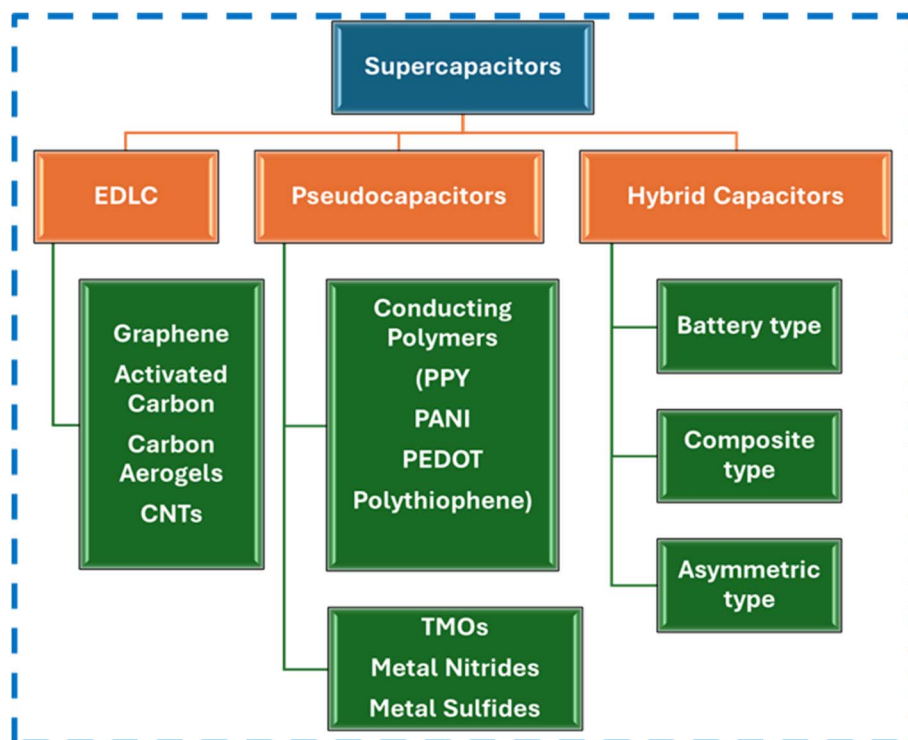 Supercapacitors
EDLC
Pseudocapacitors
Hybrid Capacitors
Graphene
Activated
Carbon
Carbon
Aerogels
CNTs
Conducting
Polymers
(PPY
PANI
PEDOT
Polythiophene)
TMOs
Metal Nitrides
Metal Sulfides
Battery type
Composite
type
Asymmetric
type